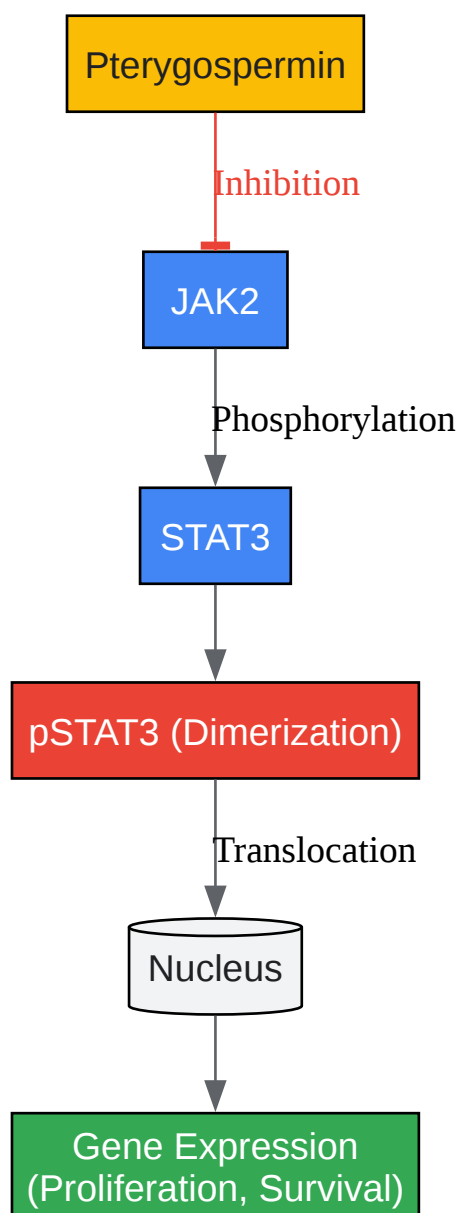 Pterygospermin
Inhibition
JAK2
Phosphorylation
STAT3
pSTAT3 (Dimerization)
Translocation
Nucleus
Gene Expression
(Proliferation, Survival)